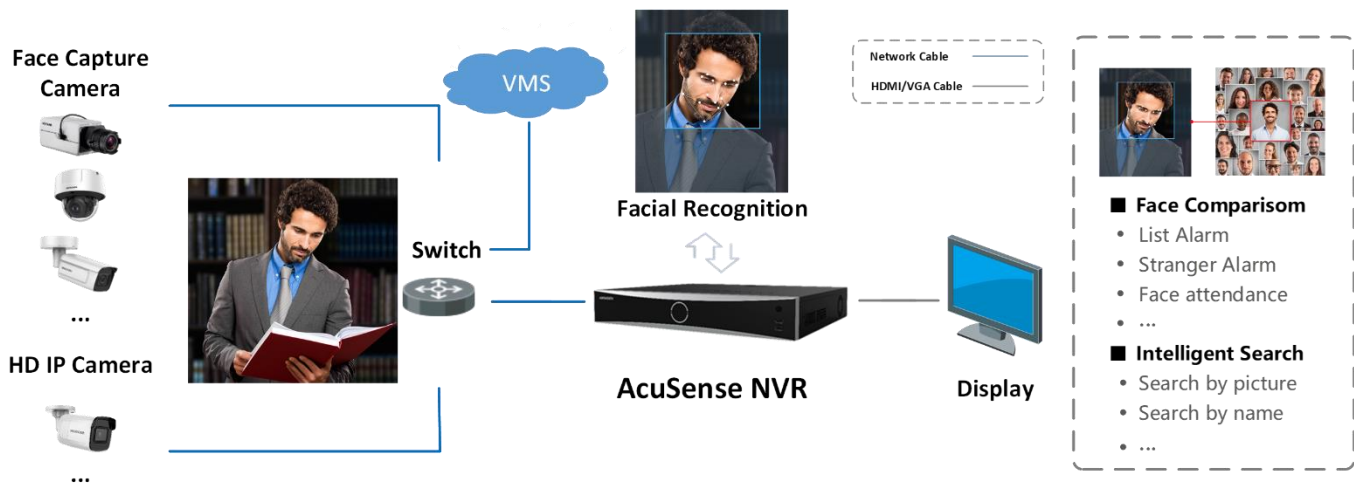 Face Capture
Camera
...
HD IP Camera
...
VMS
Switch
Facial Recognition
AcuSense NVR
Display
Network Cable
HDMI/VGA Cable
■ Face Comparisom
• List Alarm
• Stranger Alarm
• Face attendance
• ...
■ Intelligent Search
• Search by picture
• Search by name
• ...